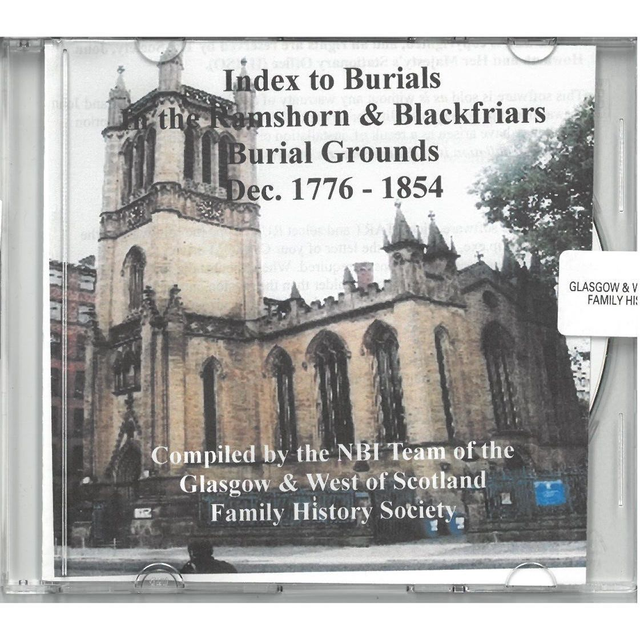 Index to Burials
In the Ramshorn & Blackfriars
Burial Grounds
Dec. 1776 - 1854
GLASGOW & W
FAMILY HIS
Compiled by the NBI Team of the
Glasgow & West of Scotland
Family History Society